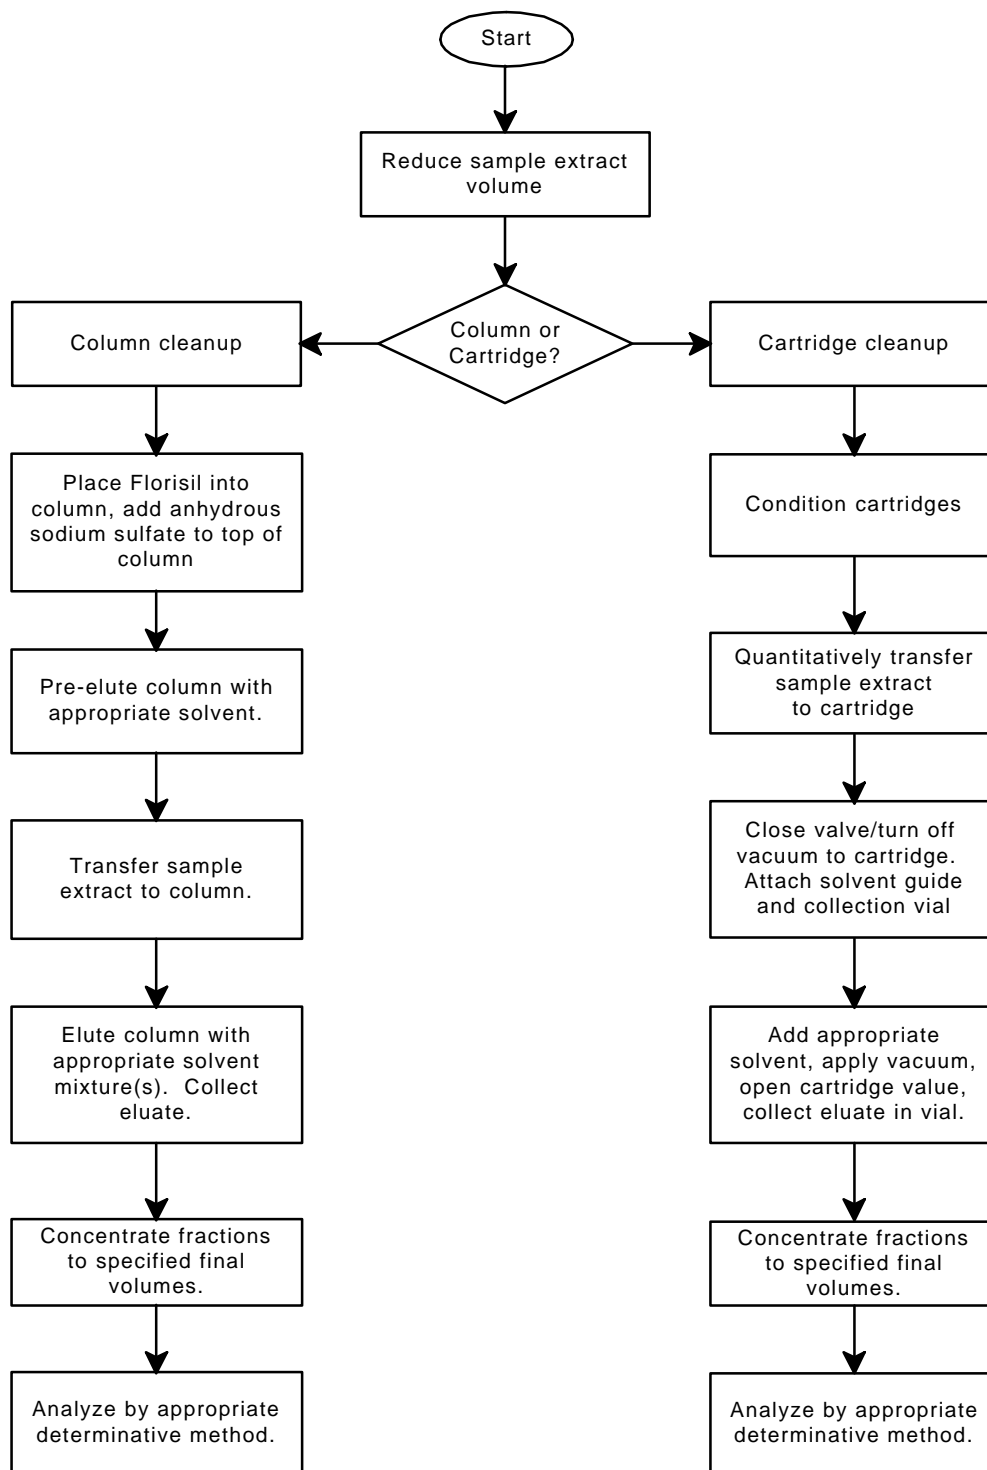 Start
Reduce sample extract
volume
Column or
Cartridge?
Column cleanup
Place Florisil into
column, add anhydrous
sodium sulfate to top of
column
Pre-elute column with
appropriate solvent.
Transfer sample
extract to column.
Elute column with
appropriate solvent
mixture(s). Collect
eluate.
Concentrate fractions
to specified final
volumes.
Analyze by appropriate
determinative method.
Cartridge cleanup
Condition cartridges
Quantitatively transfer
sample extract
to cartridge
Close valve/turn off
vacuum to cartridge.
Attach solvent guide
and collection vial
Add appropriate
solvent, apply vacuum,
open cartridge value,
collect eluate in vial.
Concentrate fractions
to specified final
volumes.
Analyze by appropriate
determinative method.